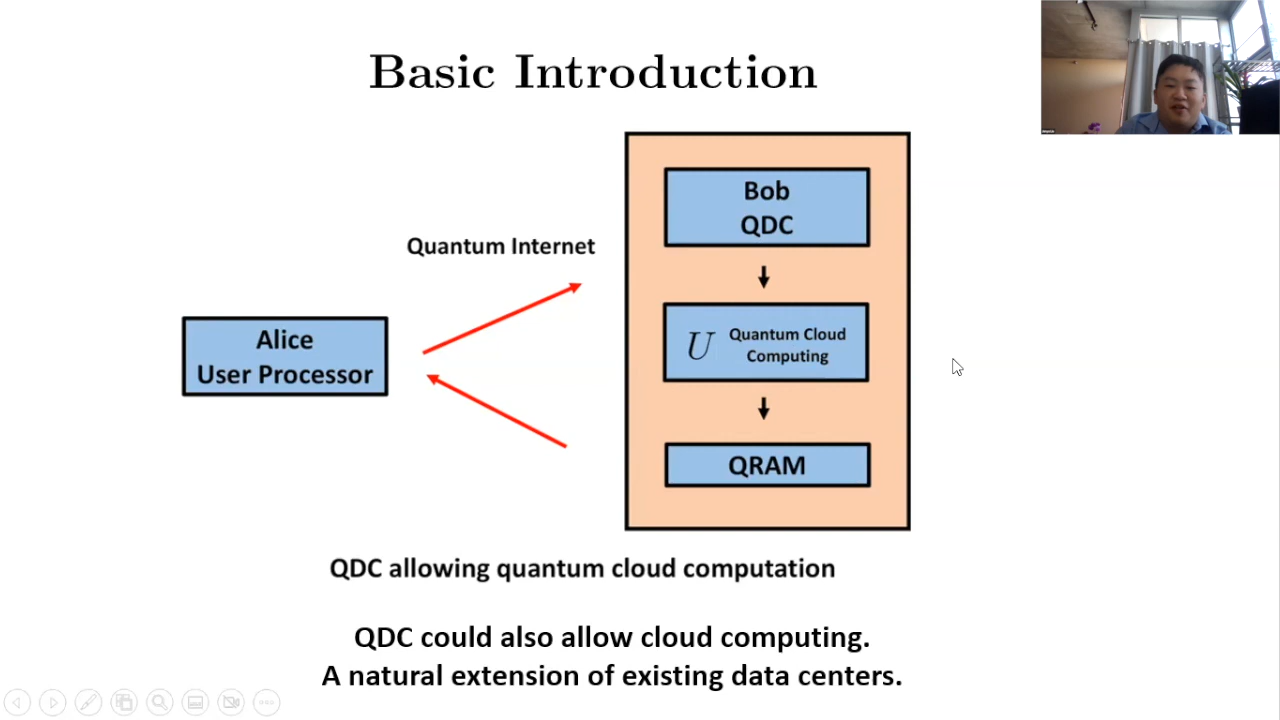 Basic Introduction
Bob
QDC
Quantum Internet
Alice
User Processor
U Quantum Cloud
Computing
QRAM
QDC allowing quantum cloud computation
QDC could also allow cloud computing.
A natural extension of existing data centers.